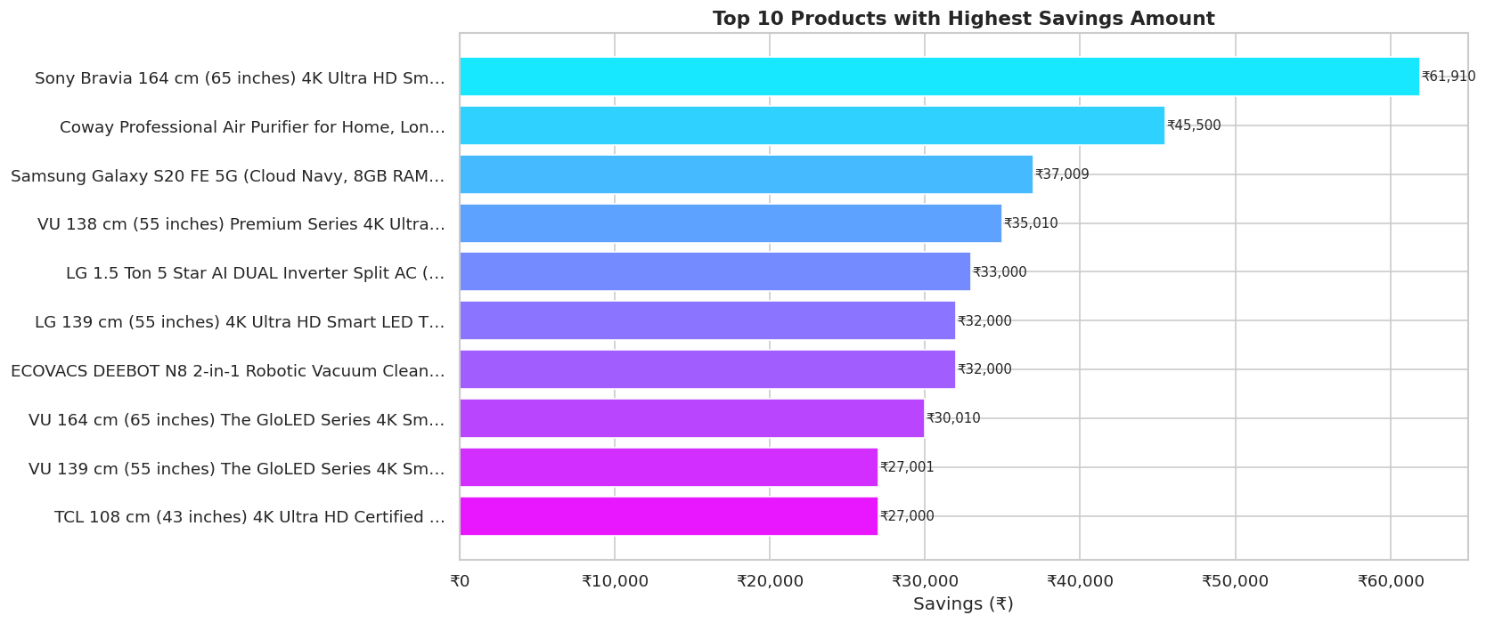 Top 10 Products with Highest Savings Amount
Sony Bravia 164 cm (65 inches) 4K Ultra HD Sm… ₹61,910
Coway Professional Air Purifier for Home, Lon… ₹45,500
Samsung Galaxy S20 FE 5G (Cloud Navy, 8GB RAM… ₹37,009
VU 138 cm (55 inches) Premium Series 4K Ultra… ₹35,010
LG 1.5 Ton 5 Star AI DUAL Inverter Split AC (… ₹33,000
LG 139 cm (55 inches) 4K Ultra HD Smart LED T… ₹32,000
ECOVACS DEEBOT N8 2-in-1 Robotic Vacuum Clean… ₹32,000
VU 164 cm (65 inches) The GloLED Series 4K Sm… ₹30,010
VU 139 cm (55 inches) The GloLED Series 4K Sm… ₹27,001
TCL 108 cm (43 inches) 4K Ultra HD Certified … ₹27,000
₹0 ₹10,000 ₹20,000 ₹30,000 ₹40,000 ₹50,000 ₹60,000
Savings (₹)